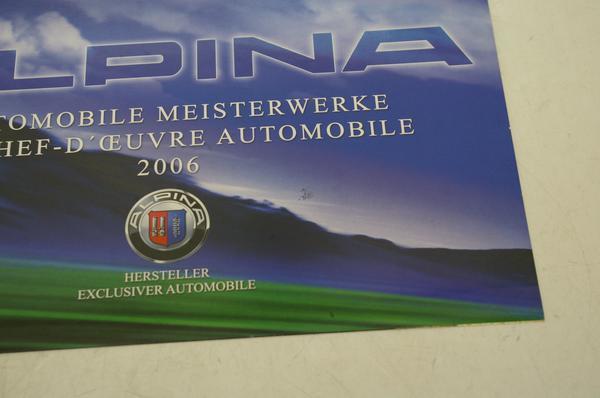 LPINA
TOMOBILE MEISTERWERKE
HEF-D´ŒUVRE AUTOMOBILE
2006
ALPINA
HERSTELLER
EXCLUSIVER AUTOMOBILE